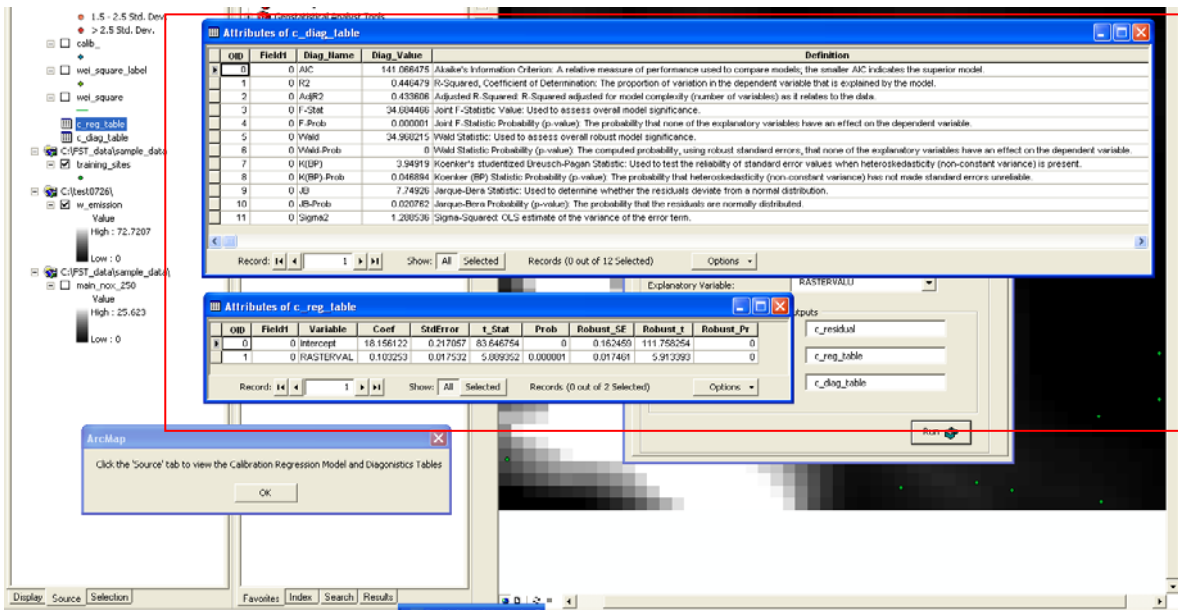 1.5 - 2.5 Std. Dev.
> 2.5 Std. Dev.
calib_
wei_square_label
wei_square
c_reg_table
c_diag_table
C:\FST_data\sample_data
training_sites
C:\test0726\
w_emission
Value
High : 72.7207
Low : 0
C:\FST_data\sample_data\
main_nox_250
Value
High : 25.623
Low : 0
Geostatistical Analyst Tools
Attributes of c_diag_table
OID Field1 Diag_Name Diag_Value Definition
0 0 AIC 141.066475 Akaike's Information Criterion: A relative measure of performance used to compare models; the smaller AIC indicates the superior model.
1 0 R2 0.446479 R-Squared, Coefficient of Determination: The proportion of variation in the dependent variable that is explained by the model.
2 0 AdjR2 0.433606 Adjusted R-Squared: R-Squared adjusted for model complexity (number of variables) as it relates to the data.
3 0 F-Stat 34.684466 Joint F-Statistic Value: Used to assess overall model significance.
4 0 F-Prob 0.000001 Joint F-Statistic Probability (p-value): The probability that none of the explanatory variables have an effect on the dependent variable.
5 0 Wald 34.968215 Wald Statistic: Used to assess overall robust model significance.
6 0 Wald-Prob 0 Wald Statistic Probability (p-value): The computed probability, using robust standard errors, that none of the explanatory variables have an effect on the dependent variable.
7 0 K(BP) 3.94919 Koenker's studentized Breusch-Pagan Statistic: Used to test the reliability of standard error values when heteroskedasticity (non-constant variance) is present.
8 0 K(BP)-Prob 0.046894 Koenker (BP) Statistic Probability (p-value): The probability that heteroskedasticity (non-constant variance) has not made standard errors unreliable.
9 0 JB 7.74926 Jarque-Bera Statistic: Used to determine whether the residuals deviate from a normal distribution.
10 0 JB-Prob 0.020762 Jarque-Bera Probability (p-value): The probability that the residuals are normally distributed.
11 0 Sigma2 1.288536 Sigma-Squared: OLS estimate of the variance of the error term.
Record: 1 Show: All Selected Records (0 out of 12 Selected) Options
Explanatory Variable: RASTERVALU
Attributes of c_reg_table
OID Field1 Variable Coef StdError t_Stat Prob Robust_SE Robust_t Robust_Pr
0 0 Intercept 18.156122 0.217057 83.646754 0 0.162459 111.758254 0
1 0 RASTERVAL 0.103253 0.017532 5.889352 0.000001 0.017461 5.913393 0
Record: 1 Show: All Selected Records (0 out of 2 Selected) Options
c_residual
c_reg_table
c_diag_table
Run
ArcMap
Click the 'Source' tab to view the Calibration Regression Model and Diagonistics Tables
OK
Display Source Selection
Favorites Index Search Results